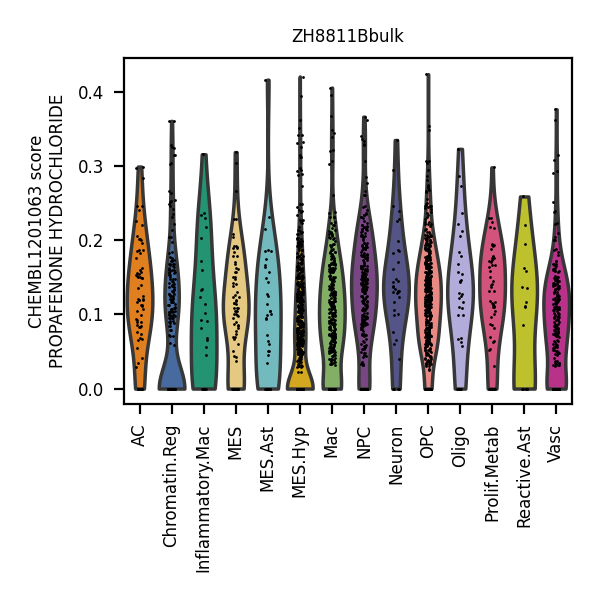 ZH8811Bbulk
CHEMBL1201063 score
PROPAFENONE HYDROCHLORIDE
0.4
0.3
0.2
0.1
0.0
AC
Chromatin.Reg
Inflammatory.Mac
MES
MES.Ast
MES.Hyp
Mac
NPC
Neuron
OPC
Oligo
Prolif.Metab
Reactive.Ast
Vasc